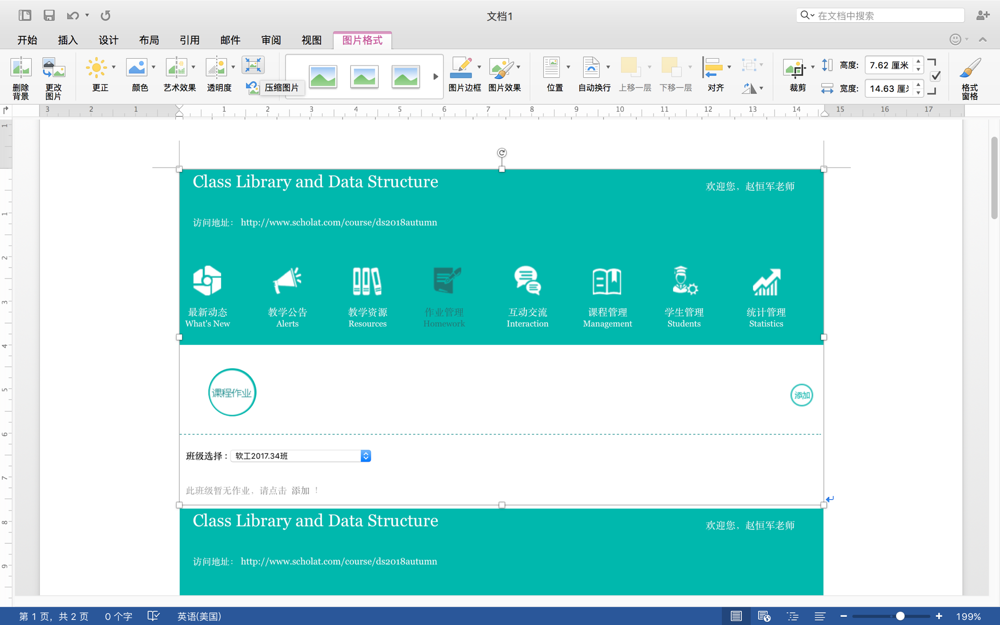 文档1
在文档中搜索
开始 插入 设计 布局 引用 邮件 审阅 视图 图片格式
删除背景
更改图片
更正
颜色
艺术效果
透明度
压缩图片
图片边框
图片效果
位置
自动换行
上移一层
下移一层
对齐
裁剪
高度: 7.62 厘米
宽度: 14.63 厘
格式窗格
3 2 1 1 2 3 4 5 6 7 8 9 10 11 12 13 14 15 16 17
1
1
2
3
4
5
6
7
8
9
Class Library and Data Structure
欢迎您，赵恒军老师
访问地址： http://www.scholat.com/course/ds2018autumn
最新动态 教学公告 教学资源 作业管理 互动交流 课程管理 学生管理 统计管理
What's New Alerts Resources Homework Interaction Management Students Statistics
课程作业
添加
班级选择： 软工2017.34班
此班级暂无作业，请点击 添加 ！
Class Library and Data Structure
欢迎您，赵恒军老师
访问地址： http://www.scholat.com/course/ds2018autumn
第 1 页，共 2 页 0 个字 英语(美国) 199%